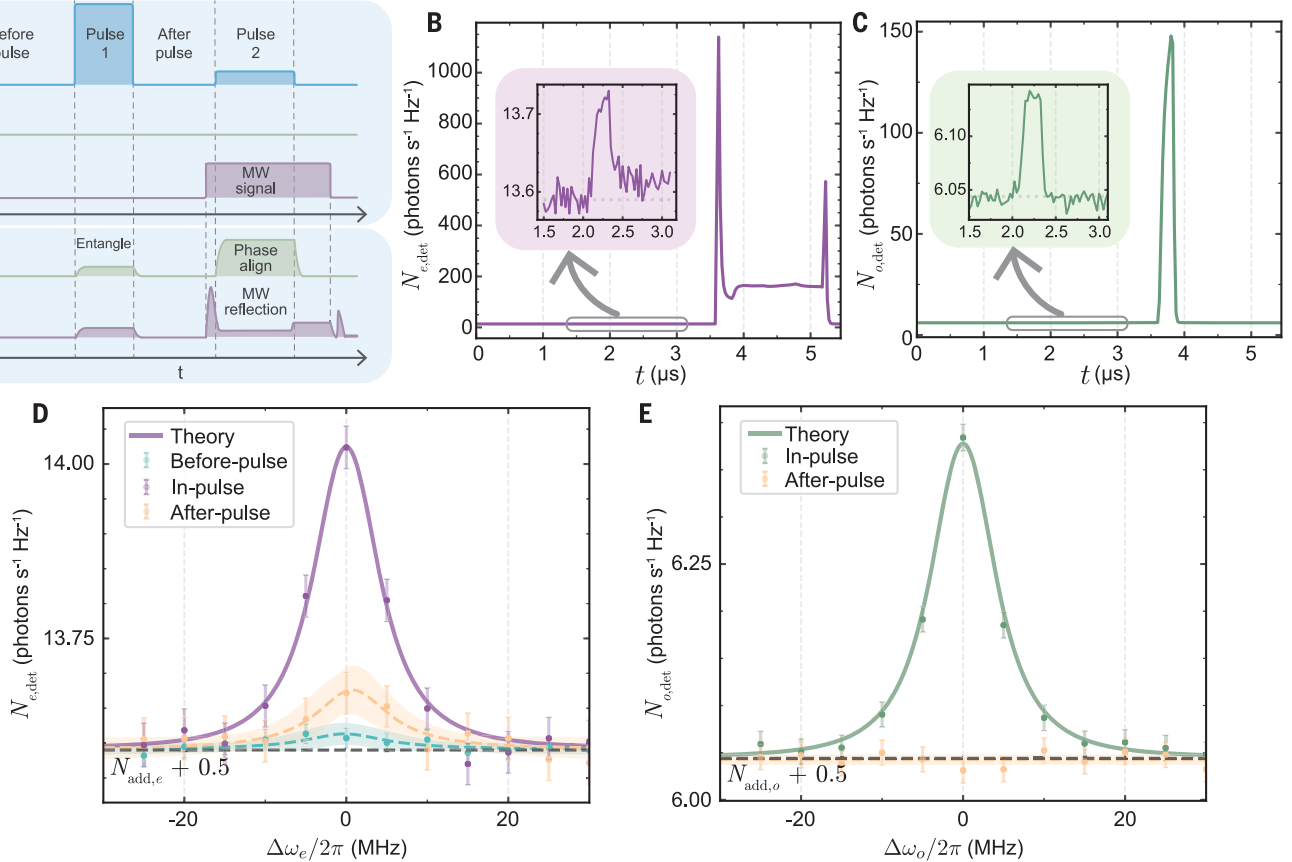 Before
pulse
Pulse
1
After
pulse
Pulse
2
MW
signal
Entangle
Phase
align
MW
reflection
t
B
N_e,det (photons s⁻¹ Hz⁻¹)
1000
800
600
400
200
0
13.7
13.6
1.5 2.0 2.5 3.0
0 1 2 3 4 5
t (μs)
C
N_o,det (photons s⁻¹ Hz⁻¹)
150
100
50
0
6.10
6.05
1.5 2.0 2.5 3.0
0 1 2 3 4 5
t (μs)
D
N_e,det (photons s⁻¹ Hz⁻¹)
14.00
13.75
Theory
Before-pulse
In-pulse
After-pulse
N_add,e + 0.5
-20 0 20
Δω_e/2π (MHz)
E
N_o,det (photons s⁻¹ Hz⁻¹)
6.25
6.00
Theory
In-pulse
After-pulse
N_add,o + 0.5
-20 0 20
Δω_o/2π (MHz)